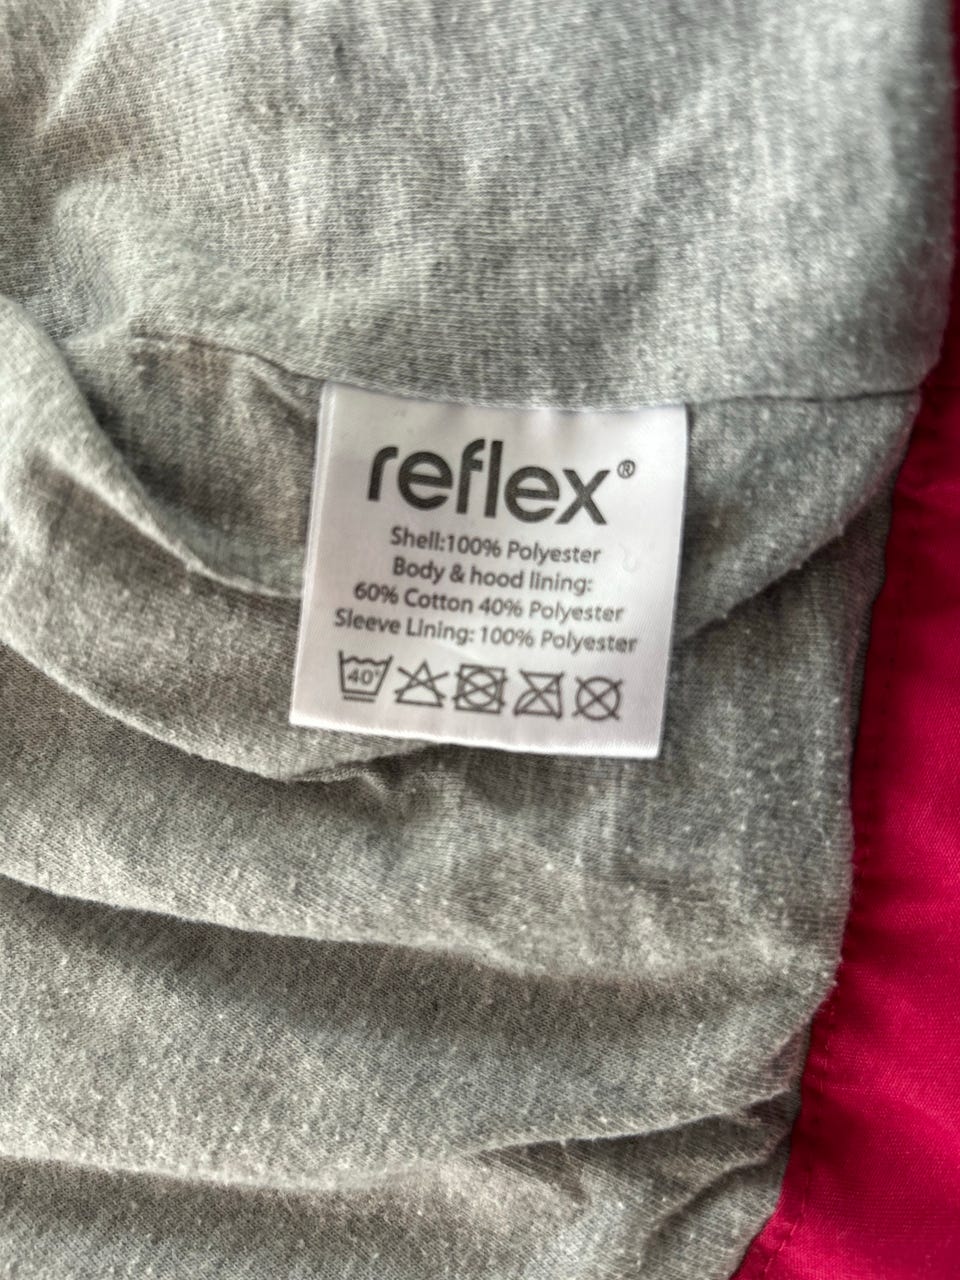 reflex®
Shell:100% Polyester
Body & hood lining:
60% Cotton 40% Polyester
Sleeve Lining: 100% Polyester
40°